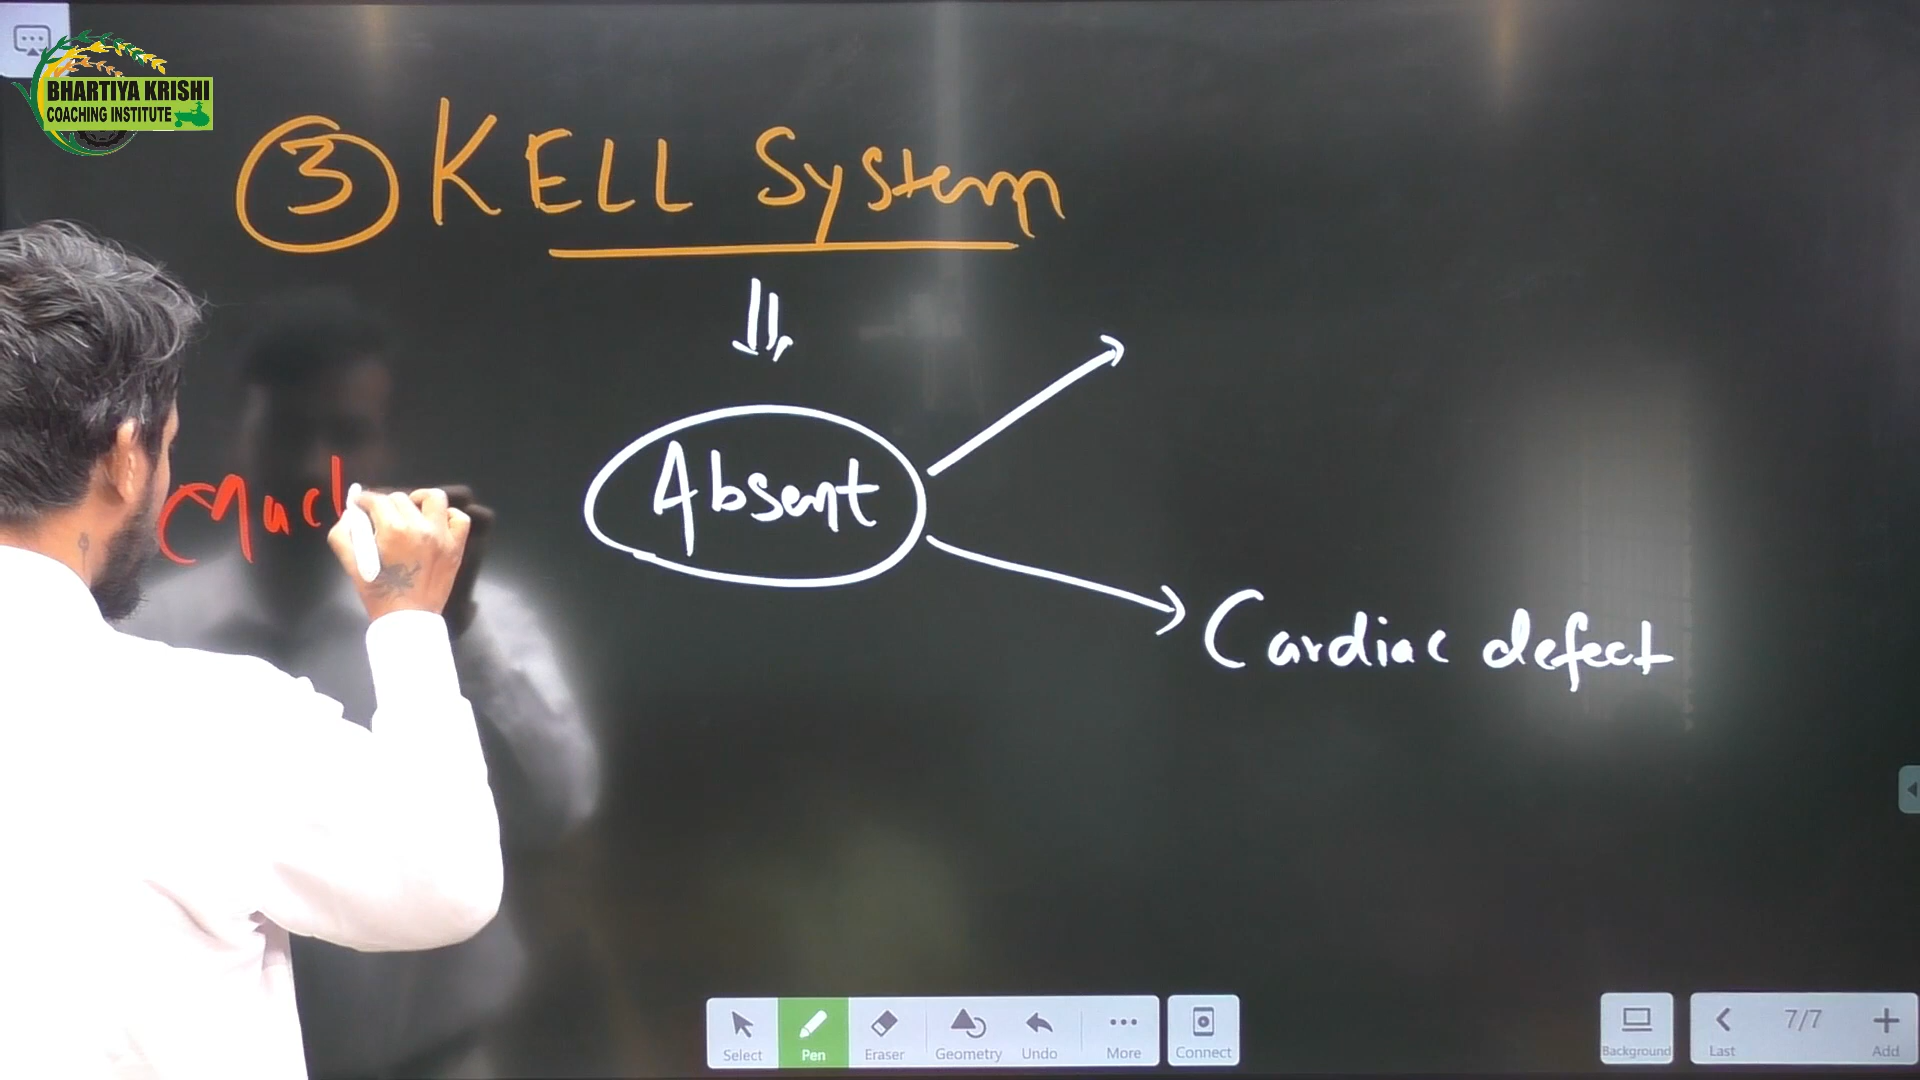 BHARTIYA KRISHI
COACHING INSTITUTE
3 KELL System
Absent
Cardiac defect
Select
Pen
Eraser
Geometry
Undo
More
Connect
Background
Last
7/7
Add